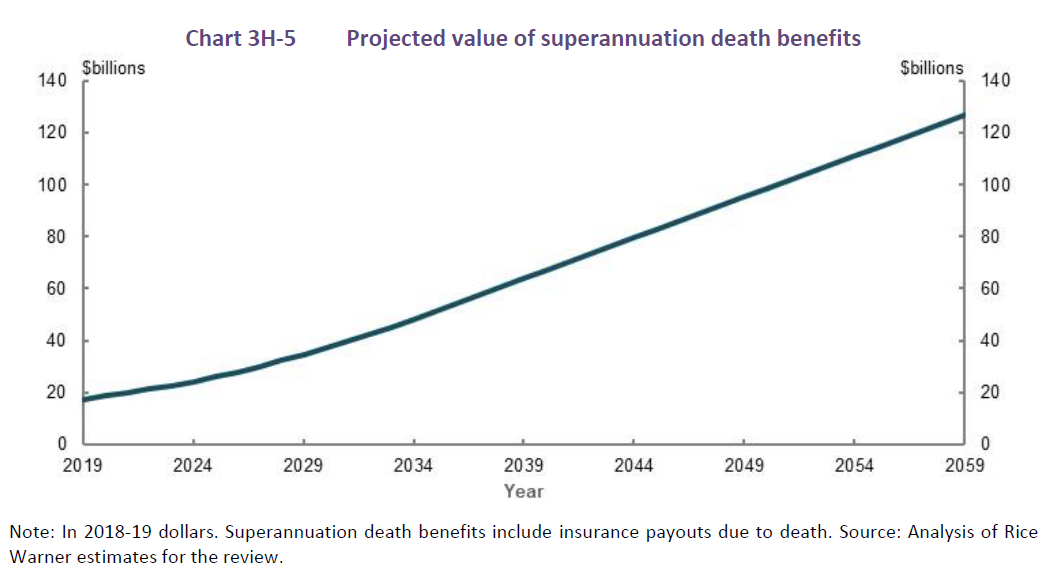 Chart 3H-5 Projected value of superannuation death benefits
$billions $billions
140 140
120 120
100 100
80 80
60 60
40 40
20 20
0 0
2019 2024 2029 2034 2039 2044 2049 2054 2059
Year
Note: In 2018-19 dollars. Superannuation death benefits include insurance payouts due to death. Source: Analysis of Rice
Warner estimates for the review.